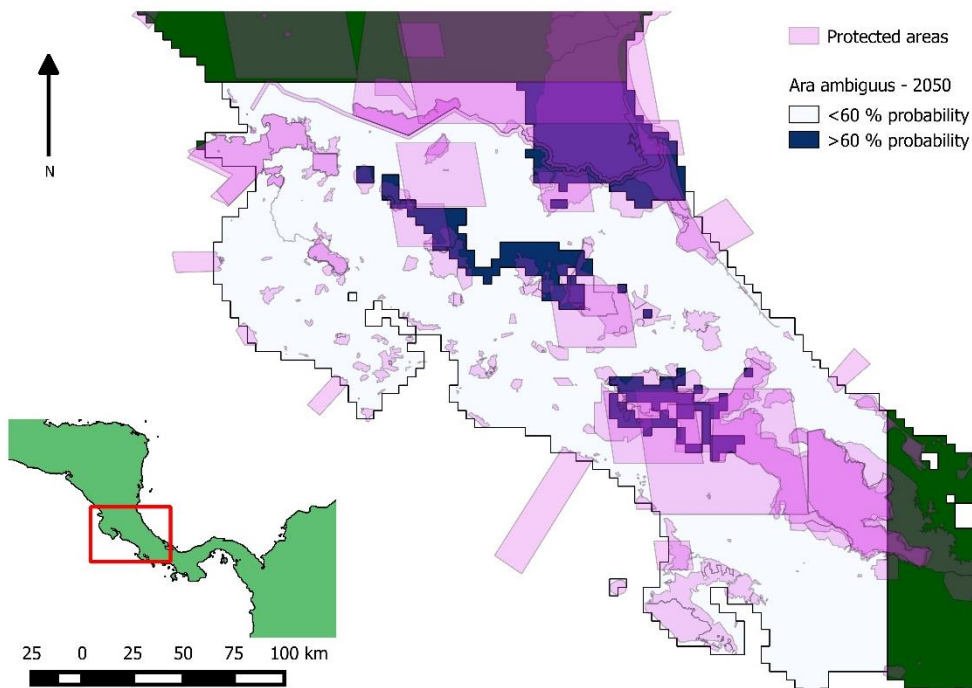 Protected areas
Ara ambiguus - 2050
<60 % probability
>60 % probability
N
25 0 25 50 75 100 km